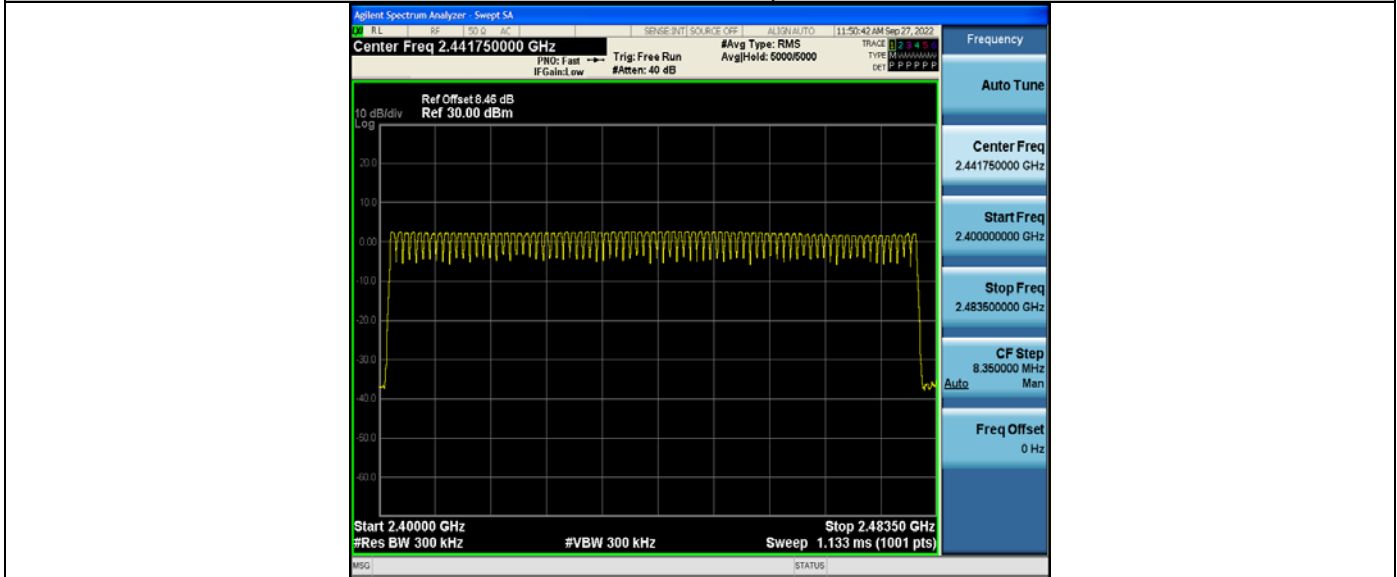 Agilent Spectrum Analyzer - Swept SA
RL RF 50 Ω AC SENSE:INT SOURCE OFF ALIGN AUTO 11:50:42 AM Sep 27, 2022
Center Freq 2.441750000 GHz
PNO: Fast
IFGain:Low
Trig: Free Run
#Atten: 40 dB
#Avg Type: RMS
Avg|Hold: 5000/5000
TRACE 1 2 3 4 5 6
TYPE M
DET P P P P P P
Frequency
Ref Offset 8.46 dB
10 dB/div Ref 30.00 dBm
Log
20.0
10.0
0.00
-10.0
-20.0
-30.0
-40.0
-50.0
-60.0
Start 2.40000 GHz Stop 2.48350 GHz
#Res BW 300 kHz #VBW 300 kHz Sweep 1.133 ms (1001 pts)
MSG STATUS
Auto Tune
Center Freq
2.441750000 GHz
Start Freq
2.400000000 GHz
Stop Freq
2.483500000 GHz
CF Step
8.350000 MHz
Auto Man
Freq Offset
0 Hz